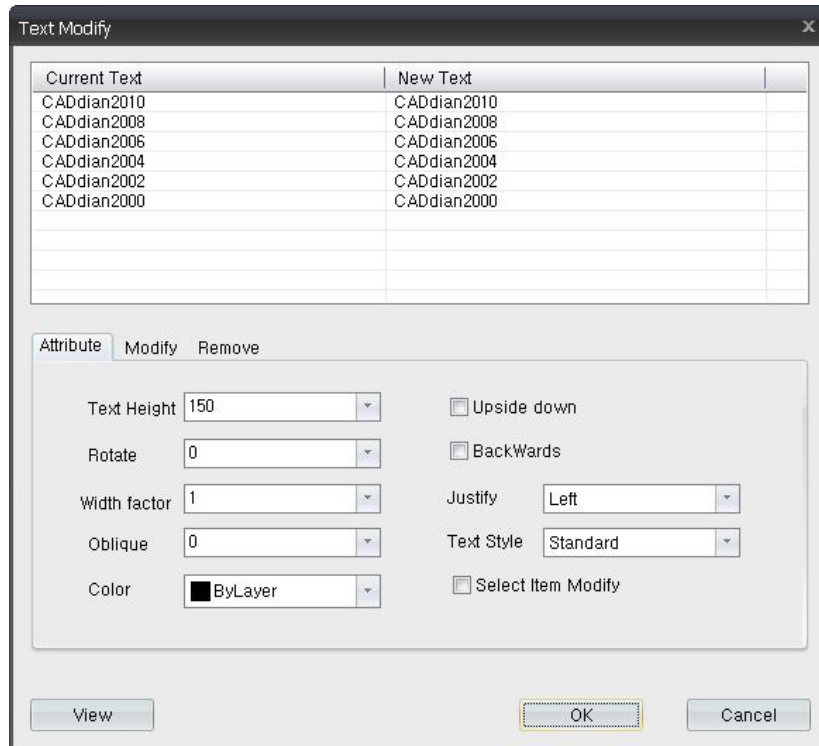 Text Modify
Current Text New Text
CADdian2010 CADdian2010
CADdian2008 CADdian2008
CADdian2006 CADdian2006
CADdian2004 CADdian2004
CADdian2002 CADdian2002
CADdian2000 CADdian2000
Attribute Modify Remove
Text Height 150 Upside down
Rotate 0 BackWards
Width factor 1 Justify Left
Oblique 0 Text Style Standard
Color ByLayer Select Item Modify
View OK Cancel